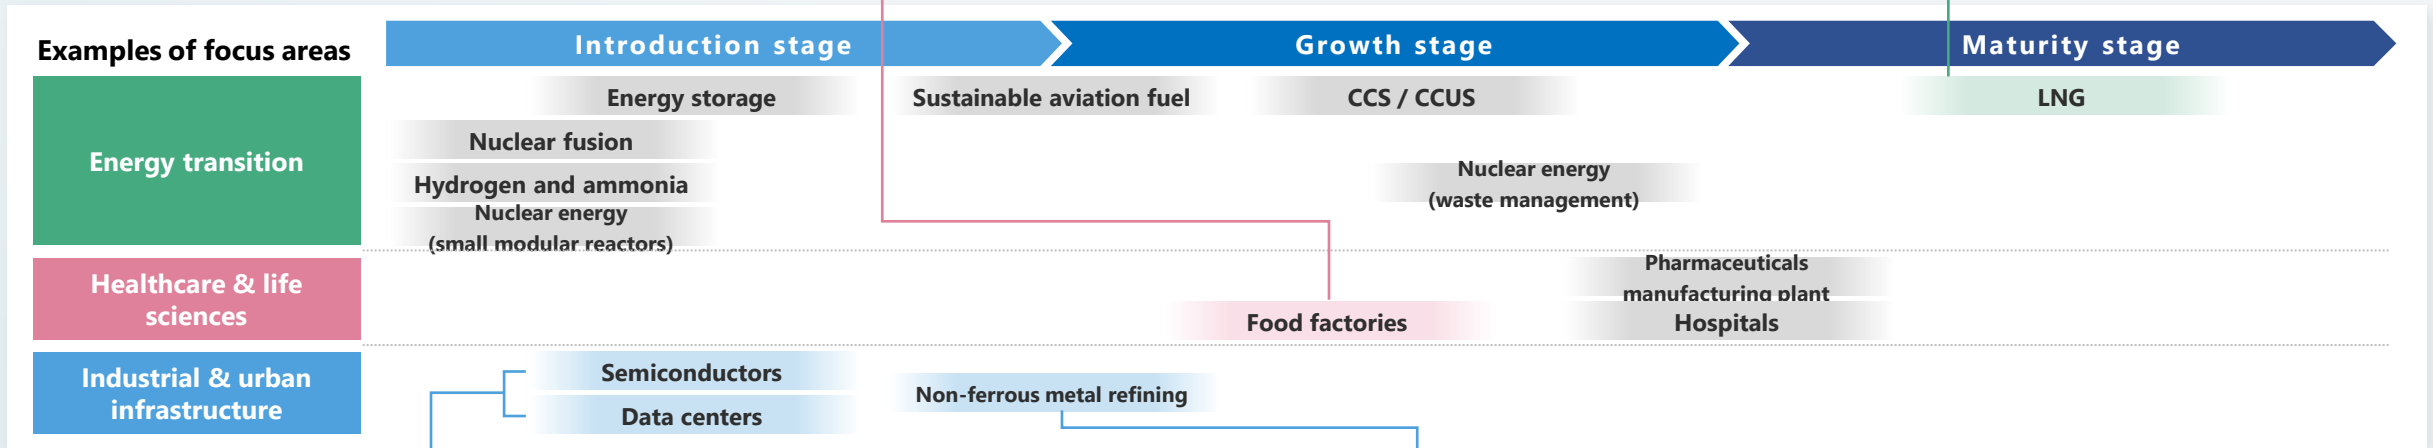 Examples of focus areas
Introduction stage
Growth stage
Maturity stage
Energy transition
Energy storage
Sustainable aviation fuel
CCS / CCUS
LNG
Nuclear fusion
Hydrogen and ammonia
Nuclear energy
(small modular reactors)
Nuclear energy
(waste management)
Healthcare & life
sciences
Food factories
Pharmaceuticals
manufacturing plant
Hospitals
Industrial & urban
infrastructure
Semiconductors
Data centers
Non-ferrous metal refining